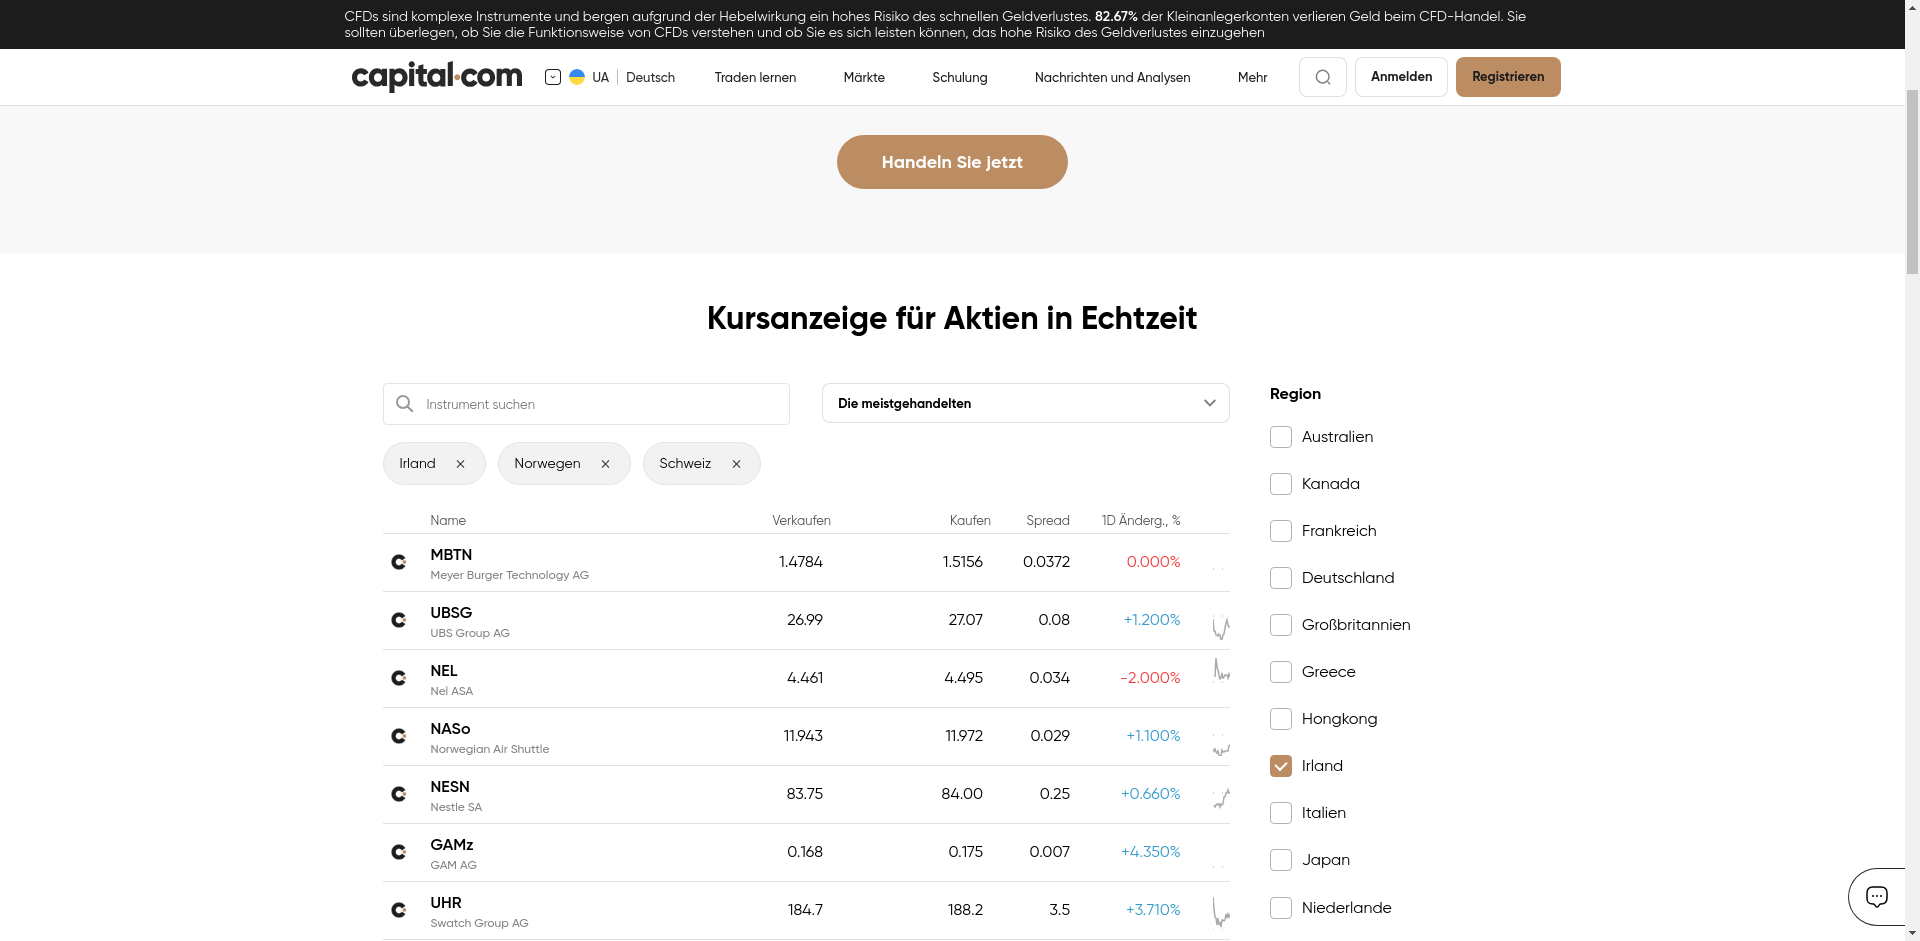 CFDs sind komplexe Instrumente und bergen aufgrund der Hebelwirkung ein hohes Risiko des schnellen Geldverlustes. 82.67% der Kleinanlegerkonten verlieren Geld beim CFD-Handel. Sie
sollten überlegen, ob Sie die Funktionsweise von CFDs verstehen und ob Sie es sich leisten können, das hohe Risiko des Geldverlustes einzugehen
capital.com UA Deutsch Traden lernen Märkte Schulung Nachrichten und Analysen Mehr Anmelden Registrieren
Handeln Sie jetzt
Kursanzeige für Aktien in Echtzeit
Instrument suchen
Die meistgehandelten
Irland Norwegen Schweiz
Name Verkaufen Kaufen Spread 1D Änderg., %
MBTN 1.4784 1.5156 0.0372 0.000%
Meyer Burger Technology AG
UBSG 26.99 27.07 0.08 +1.200%
UBS Group AG
NEL 4.461 4.495 0.034 -2.000%
Nel ASA
NASo 11.943 11.972 0.029 +1.100%
Norwegian Air Shuttle
NESN 83.75 84.00 0.25 +0.660%
Nestle SA
GAMz 0.168 0.175 0.007 +4.350%
GAM AG
UHR 184.7 188.2 3.5 +3.710%
Swatch Group AG
Region
Australien
Kanada
Frankreich
Deutschland
Großbritannien
Greece
Hongkong
Irland
Italien
Japan
Niederlande